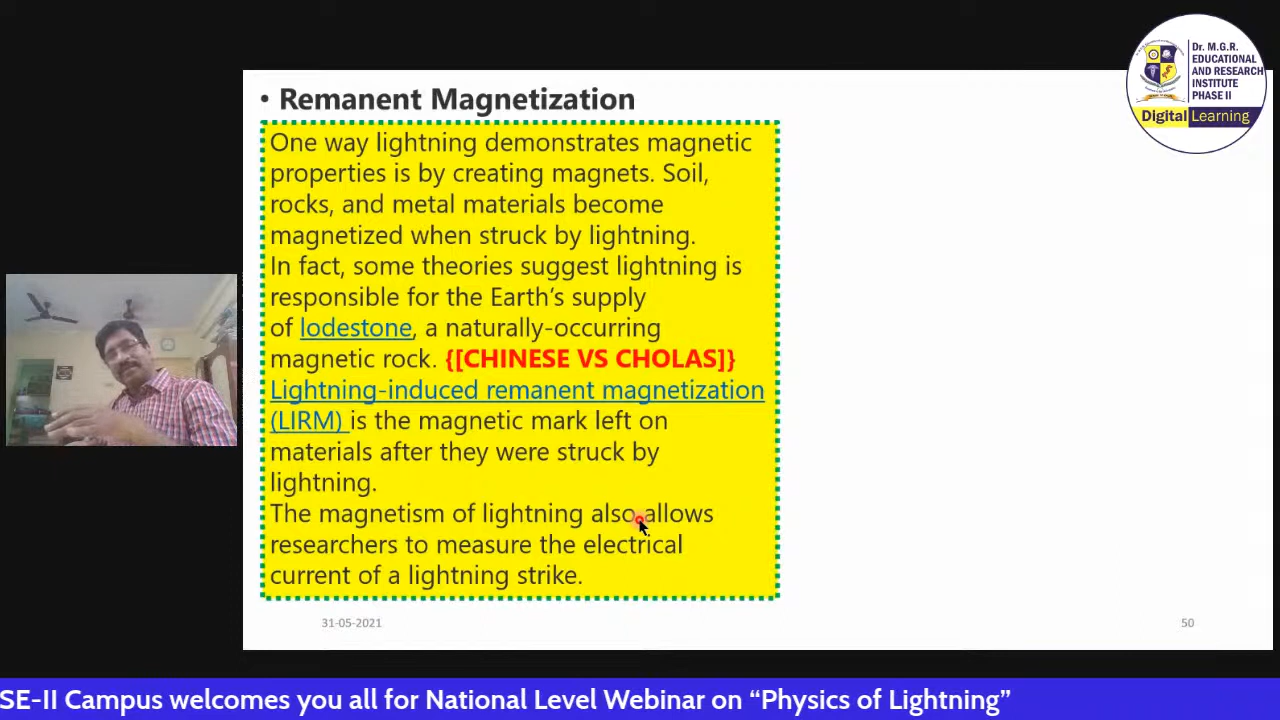 • Remanent Magnetization
One way lightning demonstrates magnetic
properties is by creating magnets. Soil,
rocks, and metal materials become
magnetized when struck by lightning.
In fact, some theories suggest lightning is
responsible for the Earth’s supply
of lodestone, a naturally-occurring
magnetic rock. {[CHINESE VS CHOLAS]}
Lightning-induced remanent magnetization
(LIRM) is the magnetic mark left on
materials after they were struck by
lightning.
The magnetism of lightning also allows
researchers to measure the electrical
current of a lightning strike.
31-05-2021
50
Dr. M.G.R.
EDUCATIONAL
AND RESEARCH
INSTITUTE
PHASE II
Digital Learning
SE-II Campus welcomes you all for National Level Webinar on “Physics of Lightning”